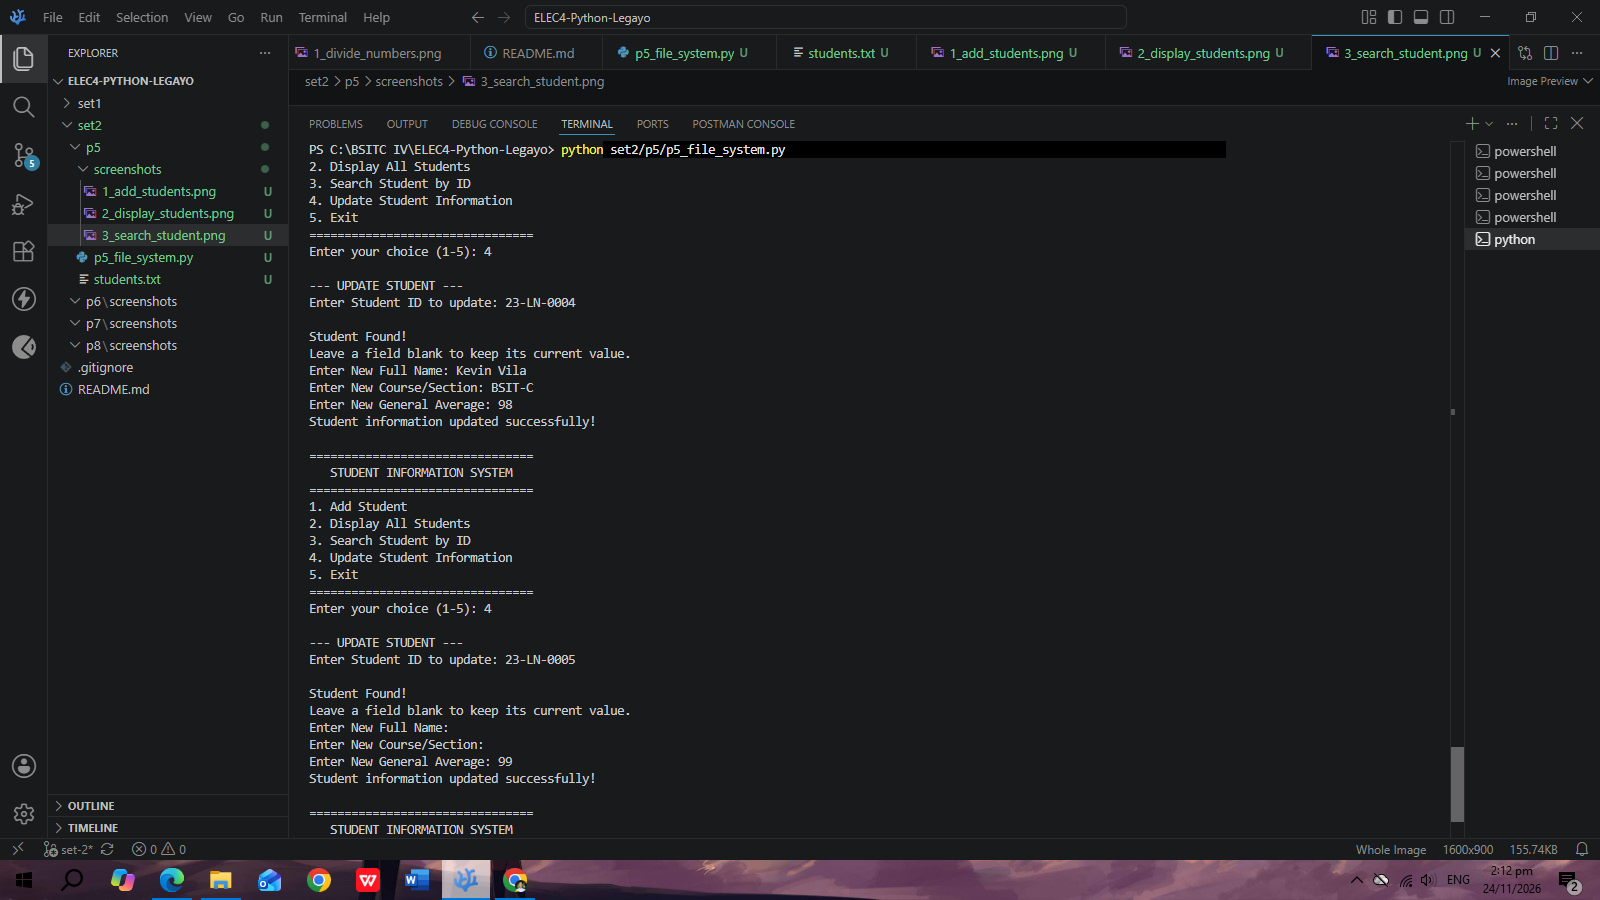 File Edit Selection View Go Run Terminal Help
ELEC4-Python-Legayo
EXPLORER
1_divide_numbers.png
README.md
p5_file_system.py U
students.txt U
1_add_students.png U
2_display_students.png U
3_search_student.png U
set2 > p5 > screenshots > 3_search_student.png
Image Preview
ELEC4-PYTHON-LEGAYO
set1
set2
p5
screenshots
1_add_students.png U
2_display_students.png U
3_search_student.png U
p5_file_system.py U
students.txt U
p6\screenshots
p7\screenshots
p8\screenshots
.gitignore
README.md
OUTLINE
TIMELINE
5
PROBLEMS OUTPUT DEBUG CONSOLE TERMINAL PORTS POSTMAN CONSOLE
PS C:\BSITC IV\ELEC4-Python-Legayo> python set2/p5/p5_file_system.py
2. Display All Students
3. Search Student by ID
4. Update Student Information
5. Exit
================================
Enter your choice (1-5): 4
--- UPDATE STUDENT ---
Enter Student ID to update: 23-LN-0004
Student Found!
Leave a field blank to keep its current value.
Enter New Full Name: Kevin Vila
Enter New Course/Section: BSIT-C
Enter New General Average: 98
Student information updated successfully!
================================
STUDENT INFORMATION SYSTEM
================================
1. Add Student
2. Display All Students
3. Search Student by ID
4. Update Student Information
5. Exit
================================
Enter your choice (1-5): 4
--- UPDATE STUDENT ---
Enter Student ID to update: 23-LN-0005
Student Found!
Leave a field blank to keep its current value.
Enter New Full Name:
Enter New Course/Section:
Enter New General Average: 99
Student information updated successfully!
================================
STUDENT INFORMATION SYSTEM
powershell
powershell
powershell
powershell
python
set-2* 0 0
Whole Image 1600x900 155.74KB
ENG
2:12 pm
24/11/2026
2